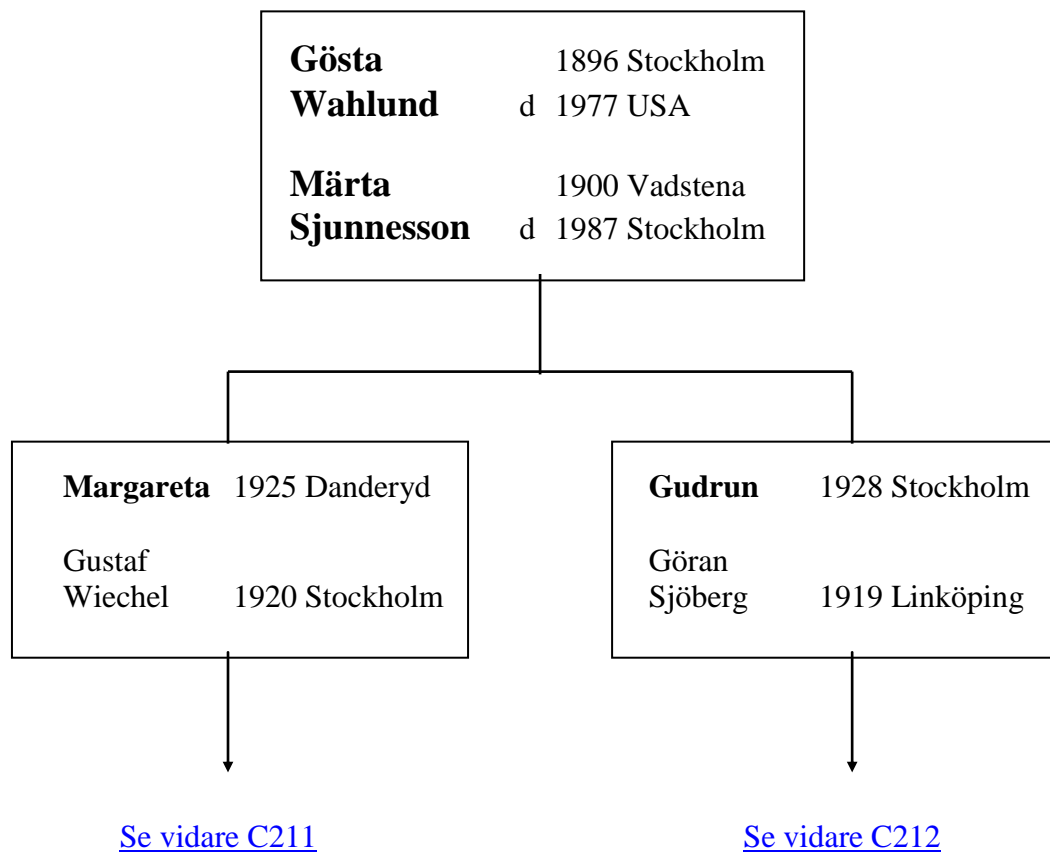 Gösta 1896 Stockholm
Wahlund d 1977 USA
Märta 1900 Vadstena
Sjunnesson d 1987 Stockholm
Margareta 1925 Danderyd
Gustaf
Wiechel 1920 Stockholm
Gudrun 1928 Stockholm
Göran
Sjöberg 1919 Linköping
Se vidare C211
Se vidare C212